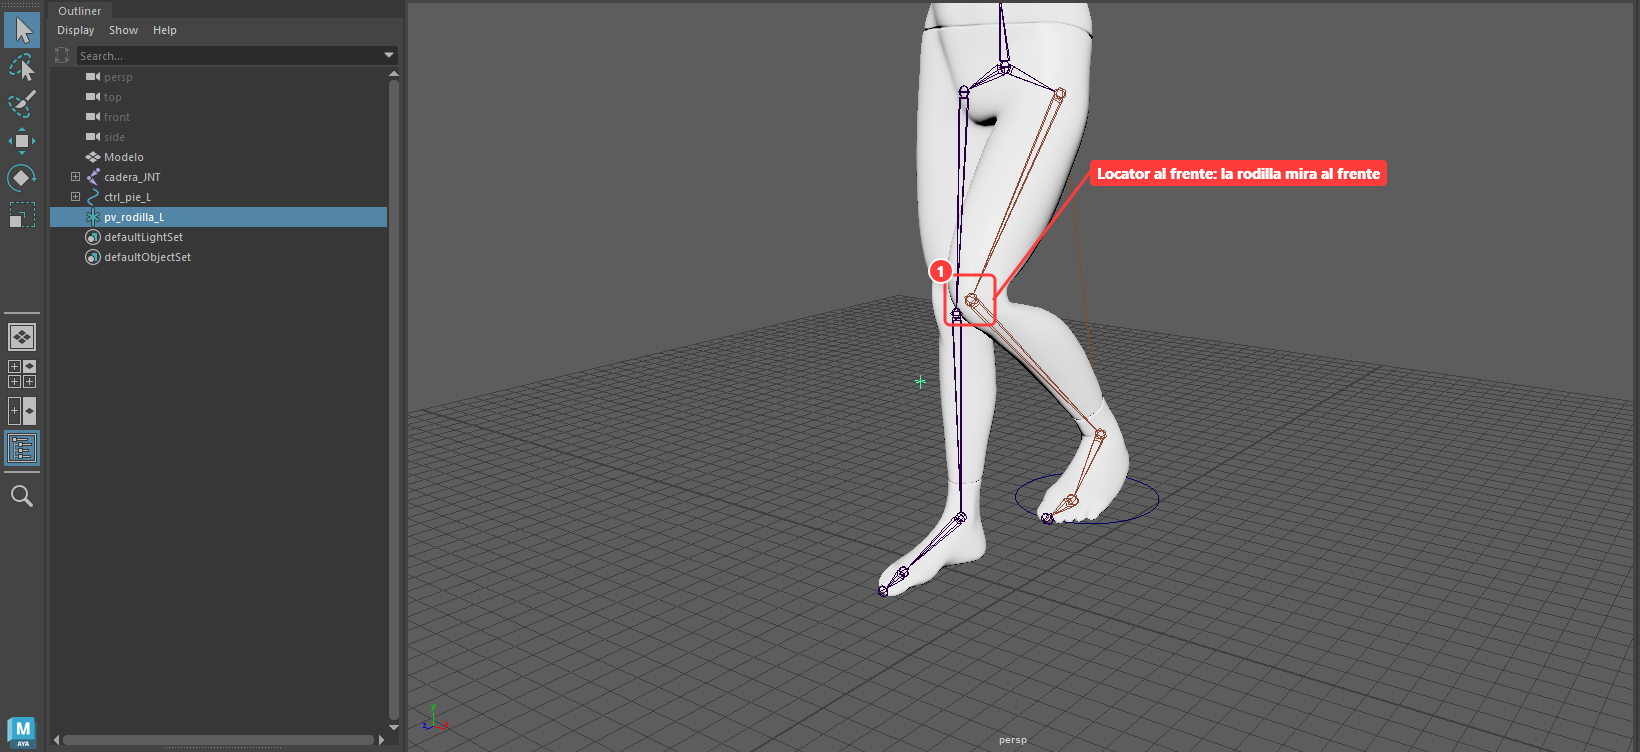 Outliner
Display Show Help
Search...
persp
top
front
side
Modelo
cadera_JNT
ctrl_pie_L
pv_rodilla_L
defaultLightSet
defaultObjectSet
Locator al frente: la rodilla mira al frente
1
M
AYA
y
z x
persp